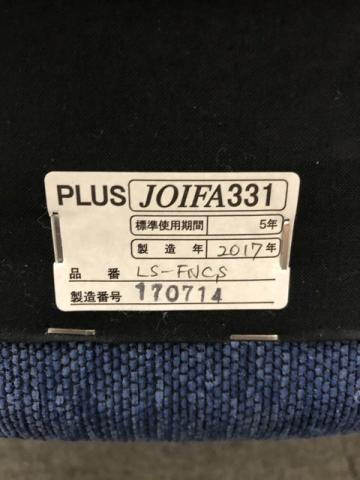 PLUS JOIFA331
標準使用期間 5年
製造年 2017年
品番 LS-FNCS
製造番号 170714